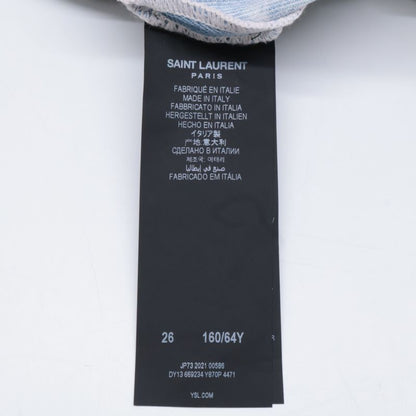 SAINT LAURENT
PARIS
FABRIQUÉ EN ITALIE
MADE IN ITALY
FABBRICATO IN ITALIA
HERGESTELLT IN ITALIEN
HECHO EN ITALIA
イタリア製
产地 意大利
СДЕЛАНО В ИТАЛИИ
제조국: 이태리
صنع في إيطاليا
FABRICADO EM ITÁLIA
26 160/64Y
JP73 2021 00586
DY13 669234 Y870P 4471
YSL.COM